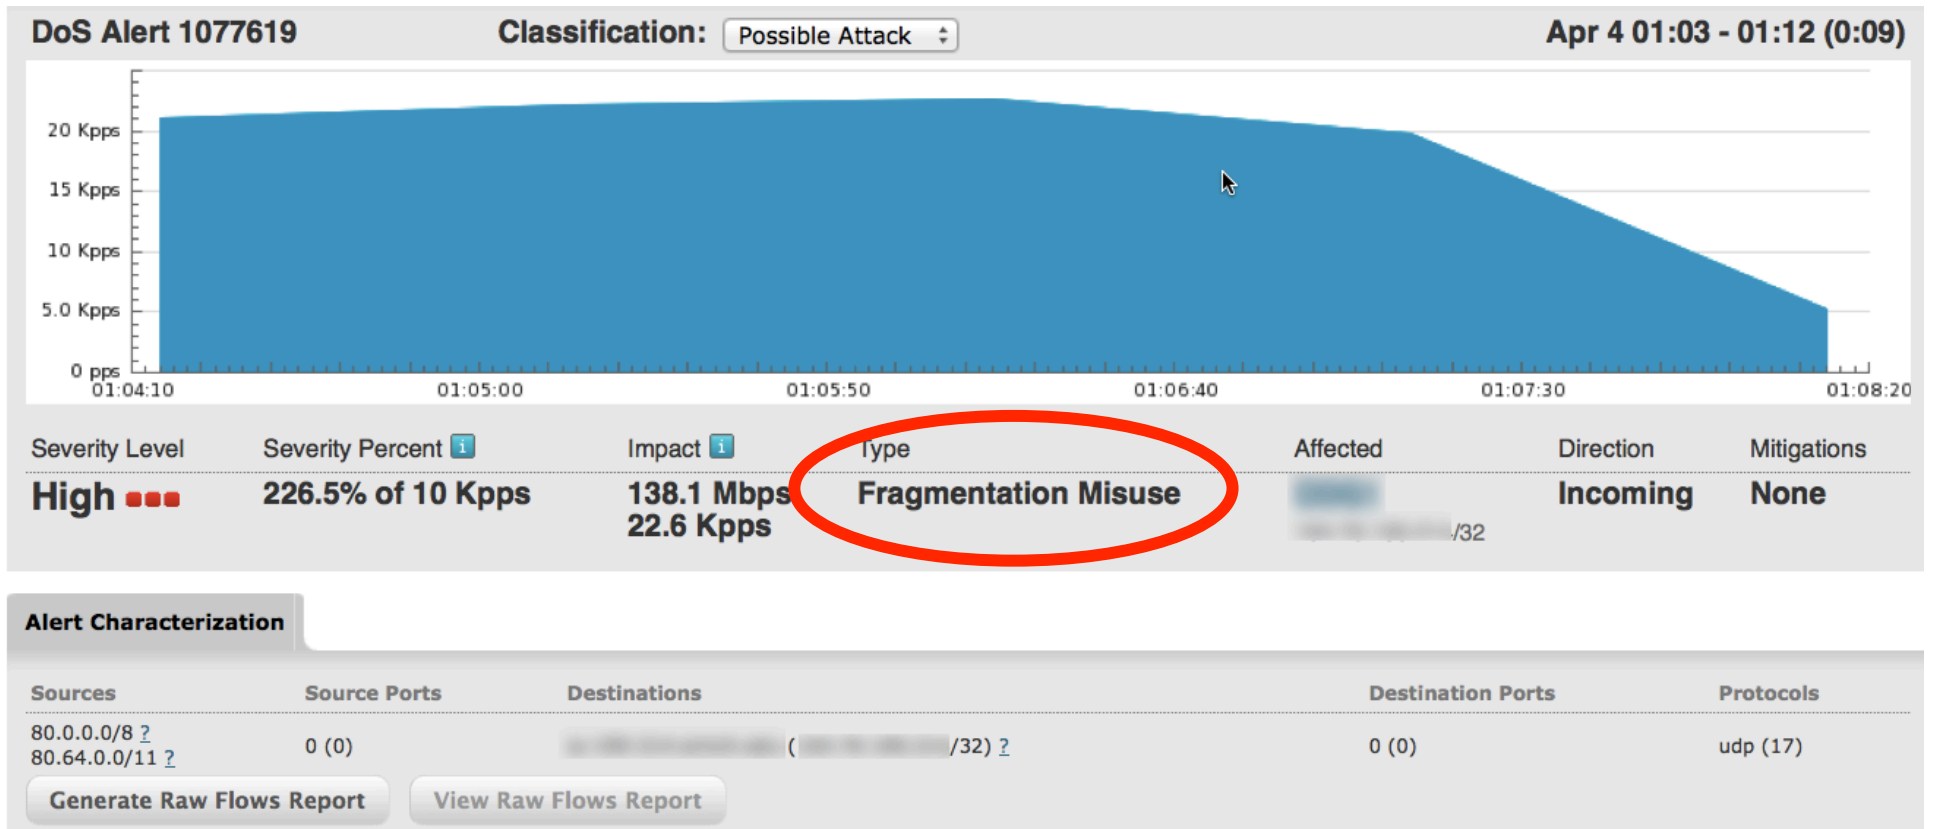 DoS Alert 1077619 Classification: Possible Attack Apr 4 01:03 - 01:12 (0:09)
20 Kpps
15 Kpps
10 Kpps
5.0 Kpps
0 pps
01:04:10 01:05:00 01:05:50 01:06:40 01:07:30 01:08:20
Severity Level Severity Percent i Impact i Type Affected Direction Mitigations
High 226.5% of 10 Kpps 138.1 Mbps Fragmentation Misuse Incoming None
22.6 Kpps /32
Alert Characterization
Sources Source Ports Destinations Destination Ports Protocols
80.0.0.0/8 ?
80.64.0.0/11 ? 0 (0) ( /32) ? 0 (0) udp (17)
Generate Raw Flows Report View Raw Flows Report